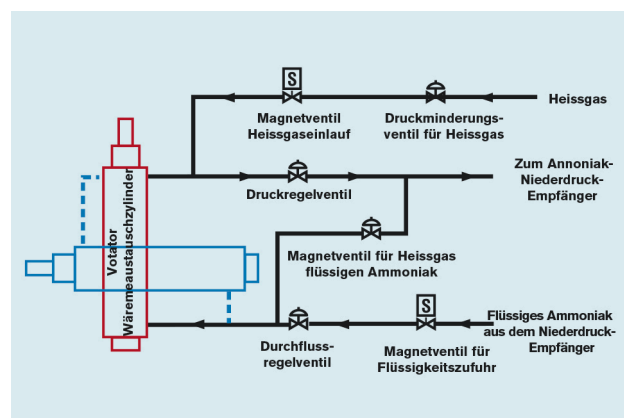 S
Heissgas
Magnetventil
Heissgaseinlauf
Druckminderungs-
ventil für Heissgas
Zum Annoniak-
Niederdruck-
Empfänger
Druckregelventil
Votator
Wäremeaustauschzylinder
Magnetventil für Heissgas
flüssigen Ammoniak
S
Flüssiges Ammoniak
aus dem Niederdruck-
Empfänger
Durchfluss-
regelventil
Magnetventil für
Flüssigkeitszufuhr